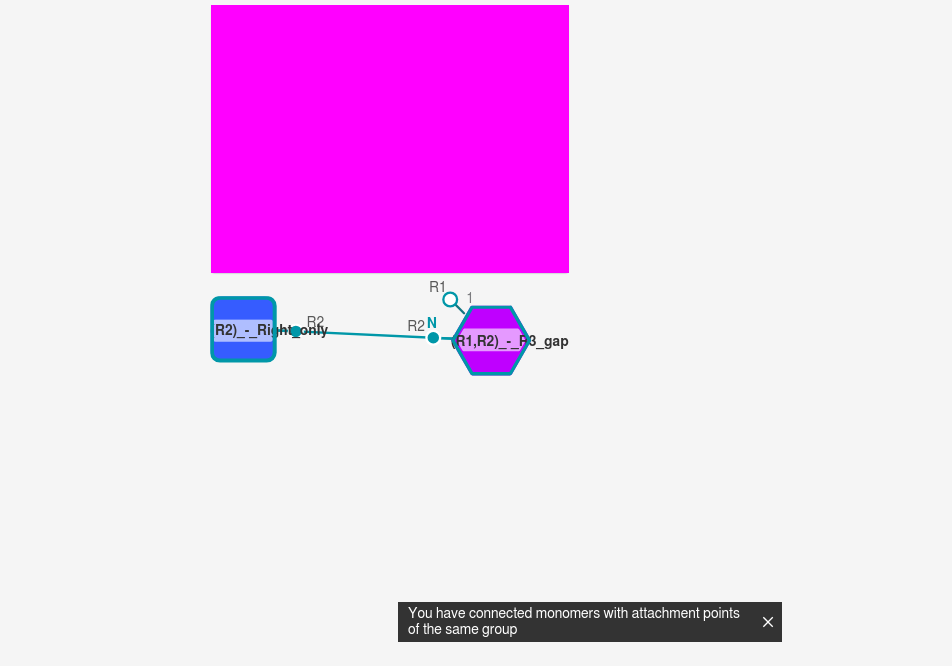 R1
1
R2)_-_Right_only
R2
R2
N
(R1,R2)_-_R3_gap
You have connected monomers with attachment points
of the same group